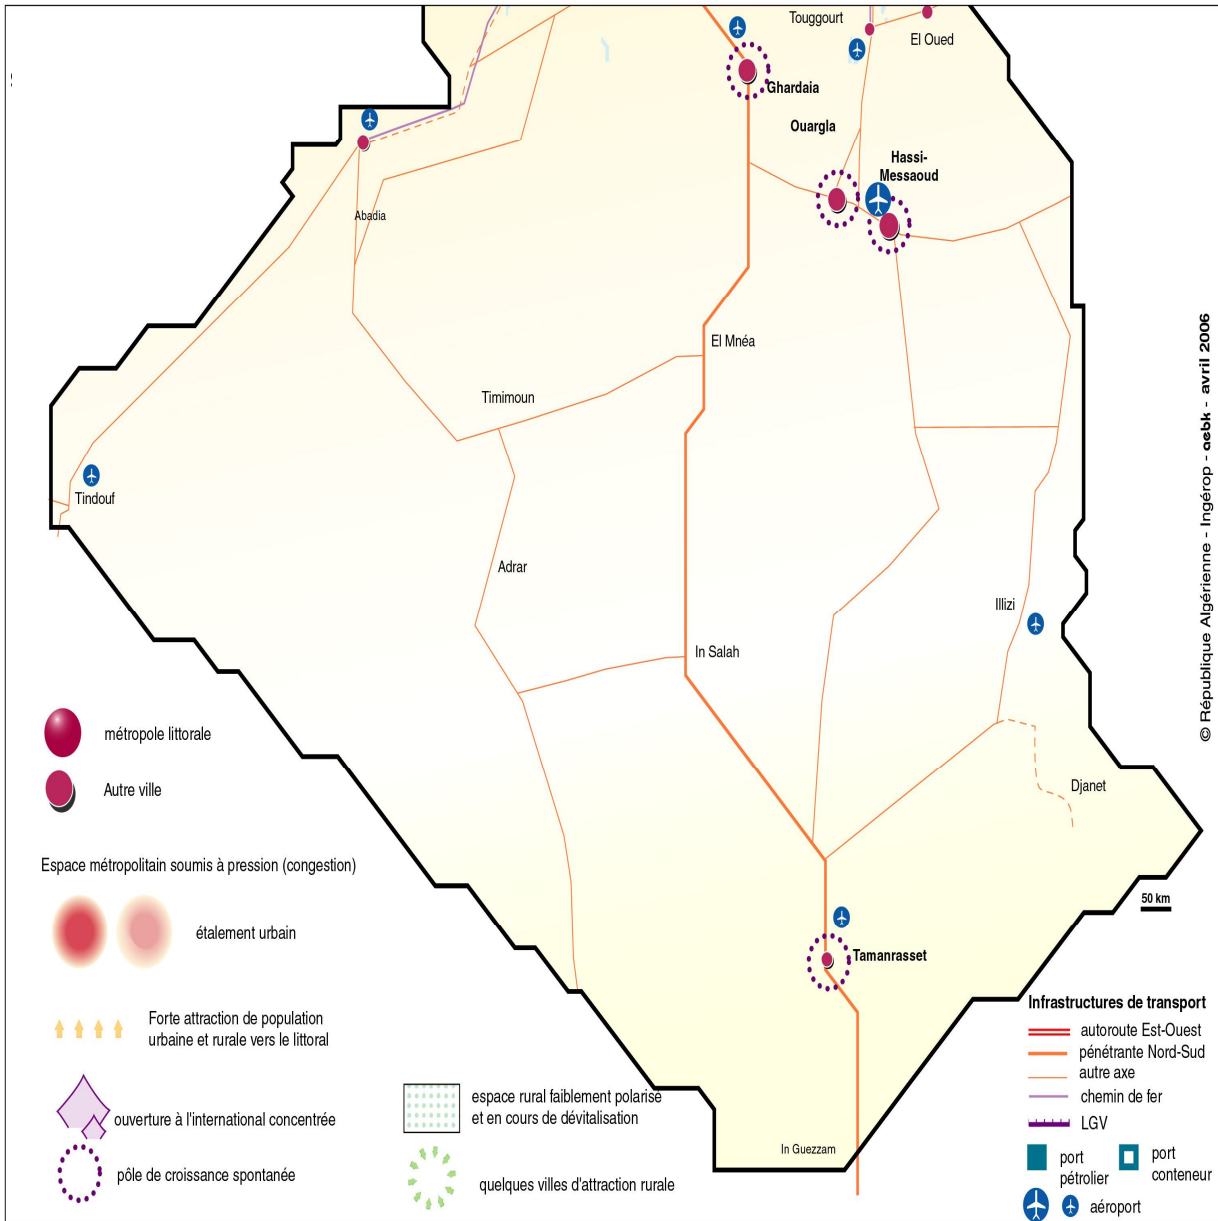 Touggourt
El Oued
Ghardaia
Ouargla
Hassi-
Messaoud
Abadia
El Mnéa
Timimoun
Tindouf
Adrar
Illizi
In Salah
Djanet
Tamanrasset
In Guezzam
50 km
© République Algérienne - Ingérop - aebk - avril 2006
métropole littorale
Autre ville
Espace métropolitain soumis à pression (congestion)
étalement urbain
Forte attraction de population
urbaine et rurale vers le littoral
ouverture à l'international concentrée
pôle de croissance spontanée
espace rural faiblement polarisé
et en cours de dévitalisation
quelques villes d'attraction rurale
Infrastructures de transport
autoroute Est-Ouest
pénétrante Nord-Sud
autre axe
chemin de fer
LGV
port
pétrolier
port
conteneur
aéroport